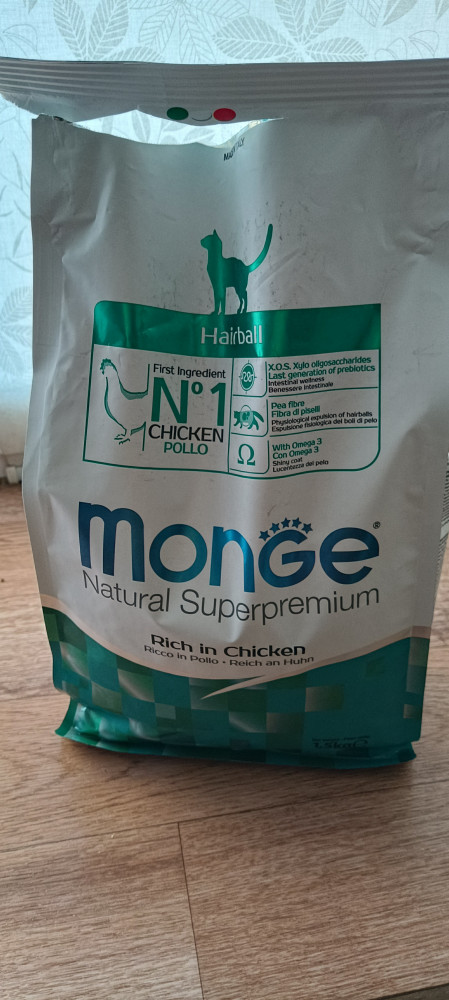 Hairball
First Ingredient
Nº1
CHICKEN
POLLO
X.O.S. Xylo oligosaccharides
Last generation of prebiotics
Intestinal wellness
Benessere Intestinale
Pea fibre
Fibra di piselli
Physiological expulsion of hairballs
Espulsione fisiologica dei boli di pelo
Ω
With Omega 3
Con Omega 3
Shiny coat
Lucentezza del pelo
monGe®
Natural Superpremium
Rich in Chicken
Ricco in Pollo • Reich an Huhn
1.5kg